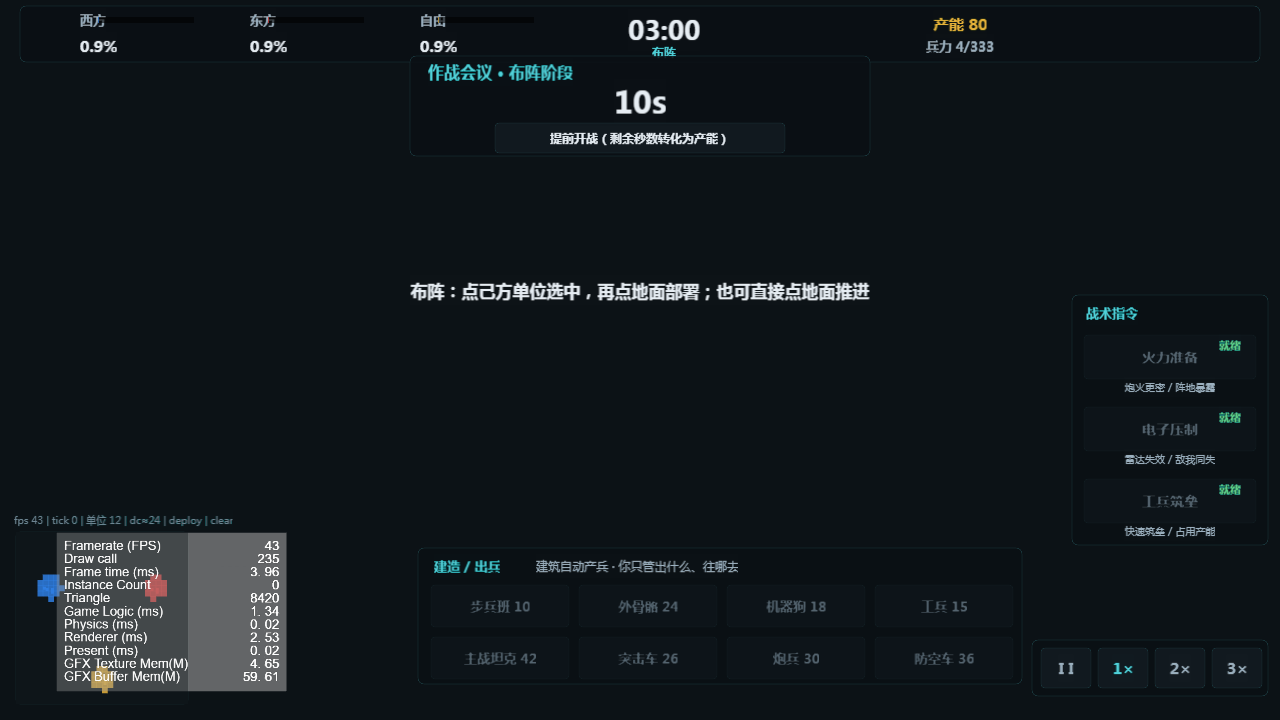 西方 东方 自由 03:00 产能 80
0.9% 0.9% 0.9% 布阵 兵力 4/333
作战会议 • 布阵阶段
10s
提前开战（剩余秒数转化为产能）
布阵：点己方单位选中，再点地面部署；也可直接点地面推进
战术指令
火力准备 就绪
炮火更密 / 阵地暴露
电子压制 就绪
雷达失效 / 敌我同失
工兵筑垒 就绪
快速筑垒 / 占用产能
fps 43 | tick 0 | 单位 12 | dc≈24 | deploy | clear
Framerate (FPS) 43
Draw call 235
Frame time (ms) 3.96
Instance Count 0
Triangle 8420
Game Logic (ms) 1.34
Physics (ms) 0.02
Renderer (ms) 2.53
Present (ms) 0.02
GFX Texture Mem(M) 4.65
GFX Buffer Mem(M) 59.61
建造 / 出兵 建筑自动产兵 · 你只管出什么、往哪去
步兵班 10 外骨骼 24 机器狗 18 工兵 15
主战坦克 42 突击车 26 炮兵 30 防空车 36
II 1× 2× 3×